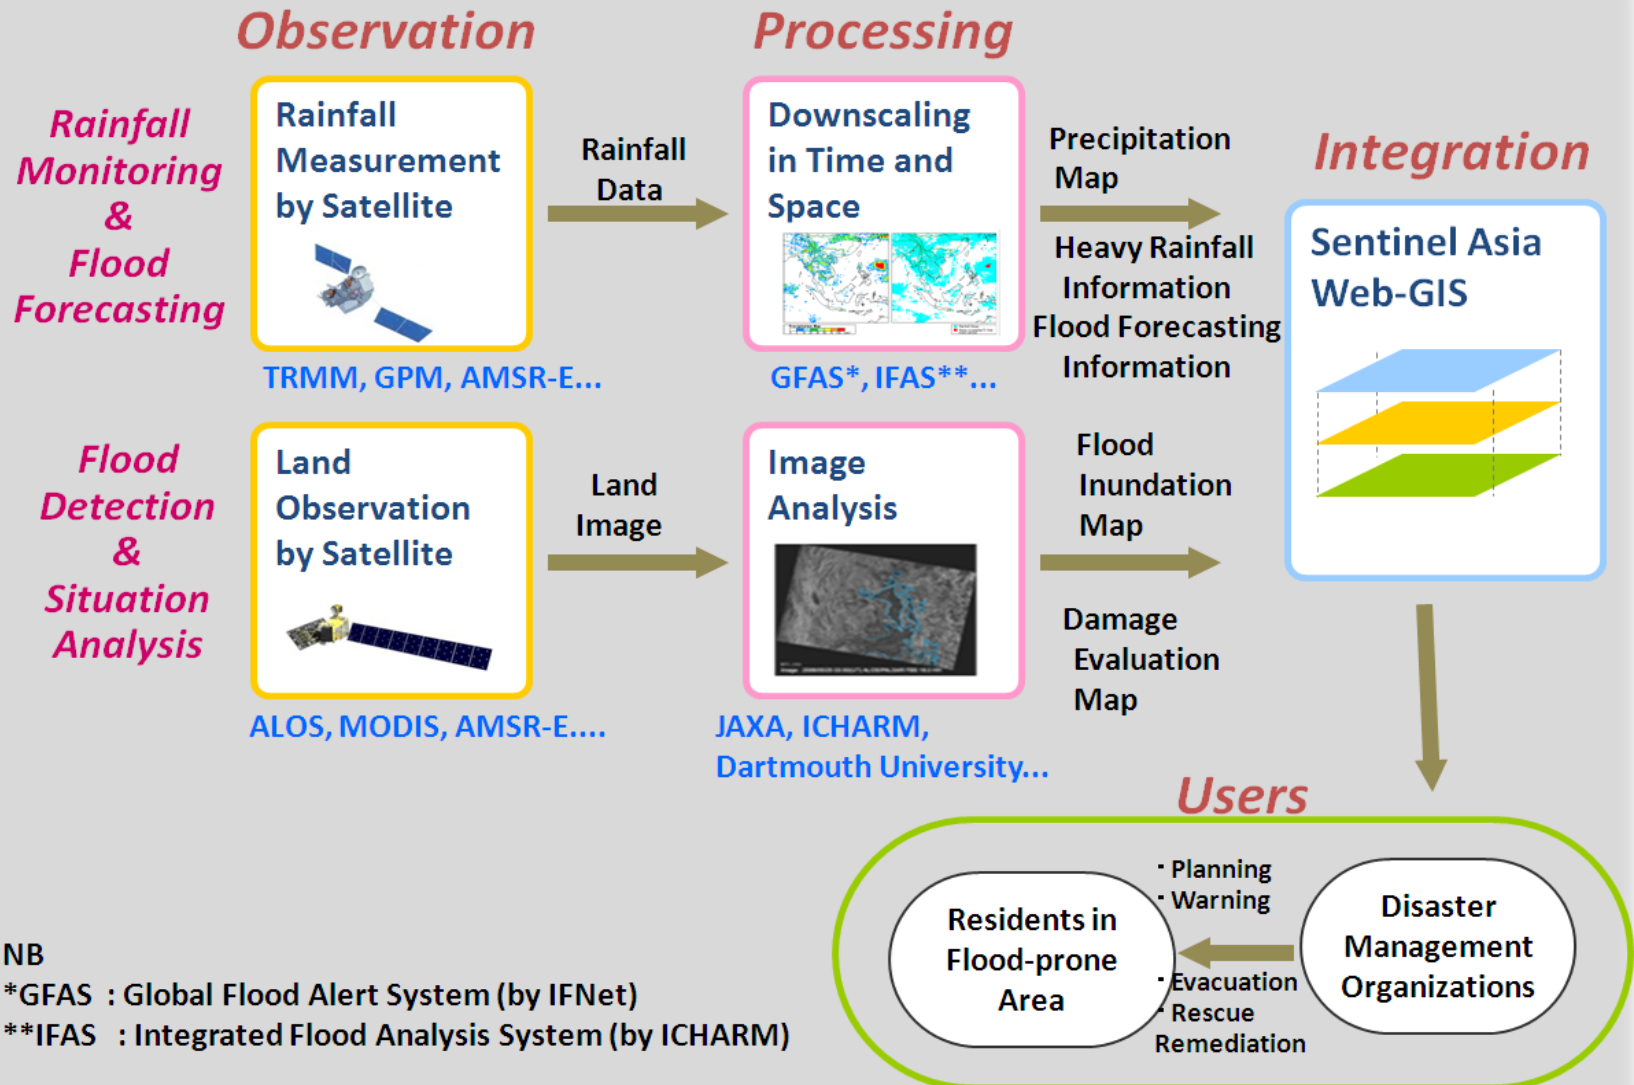 Observation
Processing
Rainfall
Monitoring
&
Flood
Forecasting
Rainfall
Measurement
by Satellite
TRMM, GPM, AMSR-E...
Rainfall
Data
Downscaling
in Time and
Space
GFAS*, IFAS**...
Precipitation
Map
Heavy Rainfall
Information
Flood Forecasting
Information
Integration
Sentinel Asia
Web-GIS
Flood
Detection
&
Situation
Analysis
Land
Observation
by Satellite
ALOS, MODIS, AMSR-E....
Land
Image
Image
Analysis
JAXA, ICHARM,
Dartmouth University...
Flood
Inundation
Map
Damage
Evaluation
Map
Users
Residents in
Flood-prone
Area
· Planning
· Warning
· Evacuation
· Rescue
Remediation
Disaster
Management
Organizations
NB
*GFAS : Global Flood Alert System (by IFNet)
**IFAS : Integrated Flood Analysis System (by ICHARM)